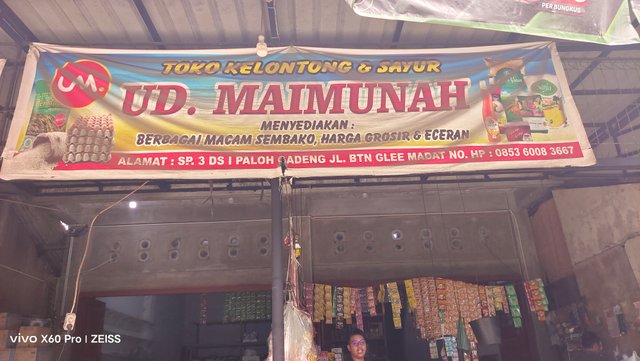 PER BUNGKUS
UM.
TOKO KELONTONG & SAYUR
UD. MAIMUNAH
MENYEDIAKAN :
BERBAGAI MACAM SEMBAKO, HARGA GROSIR & ECERAN
ALAMAT : SP. 3 DS I PALOH GADENG JL. BTN GLEE MADAT NO. HP : 0853 6008 3667
vivo X60 Pro | ZEISS